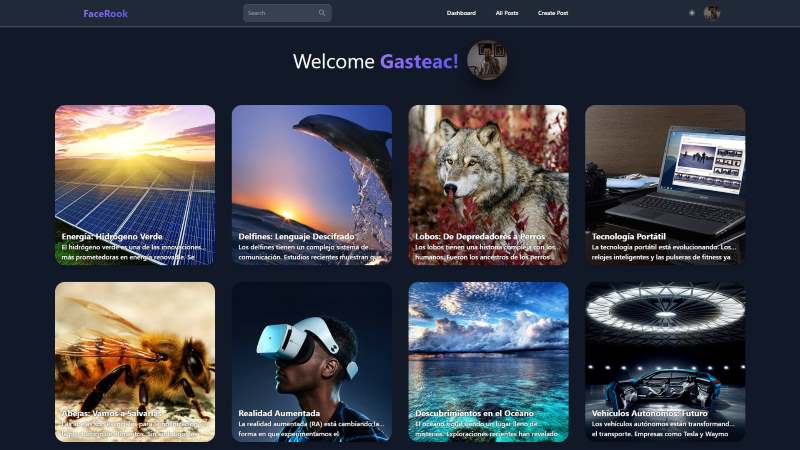 FaceRook
Search
Dashboard
All Posts
Create Post
Welcome Gasteac!
Energía: Hidrógeno Verde
El hidrógeno verde es una de las innovaciones
más prometedoras en energía renovable. Se
Delfines: Lenguaje Descifrado
Los delfines tienen un complejo sistema de
comunicación. Estudios recientes muestran que
Lobos: De Depredadores a Perros
Los lobos tienen una historia compleja con los
humanos. Fueron los ancestros de los perros
Tecnología Portátil
La tecnología portátil está evolucionando. Los...
relojes inteligentes y las pulseras de fitness ya
Abejas: Vamos a Salvarlas
Realidad Aumentada
La realidad aumentada (RA) está cambiando la...
forma en que experimentamos el
Descubrimientos en el Océano
El océano sigue siendo un lugar lleno de
misterios. Exploraciones recientes han revelado
Vehículos Autónomos: Futuro
Los vehículos autónomos están transformand...
el transporte. Empresas como Tesla y Waymo